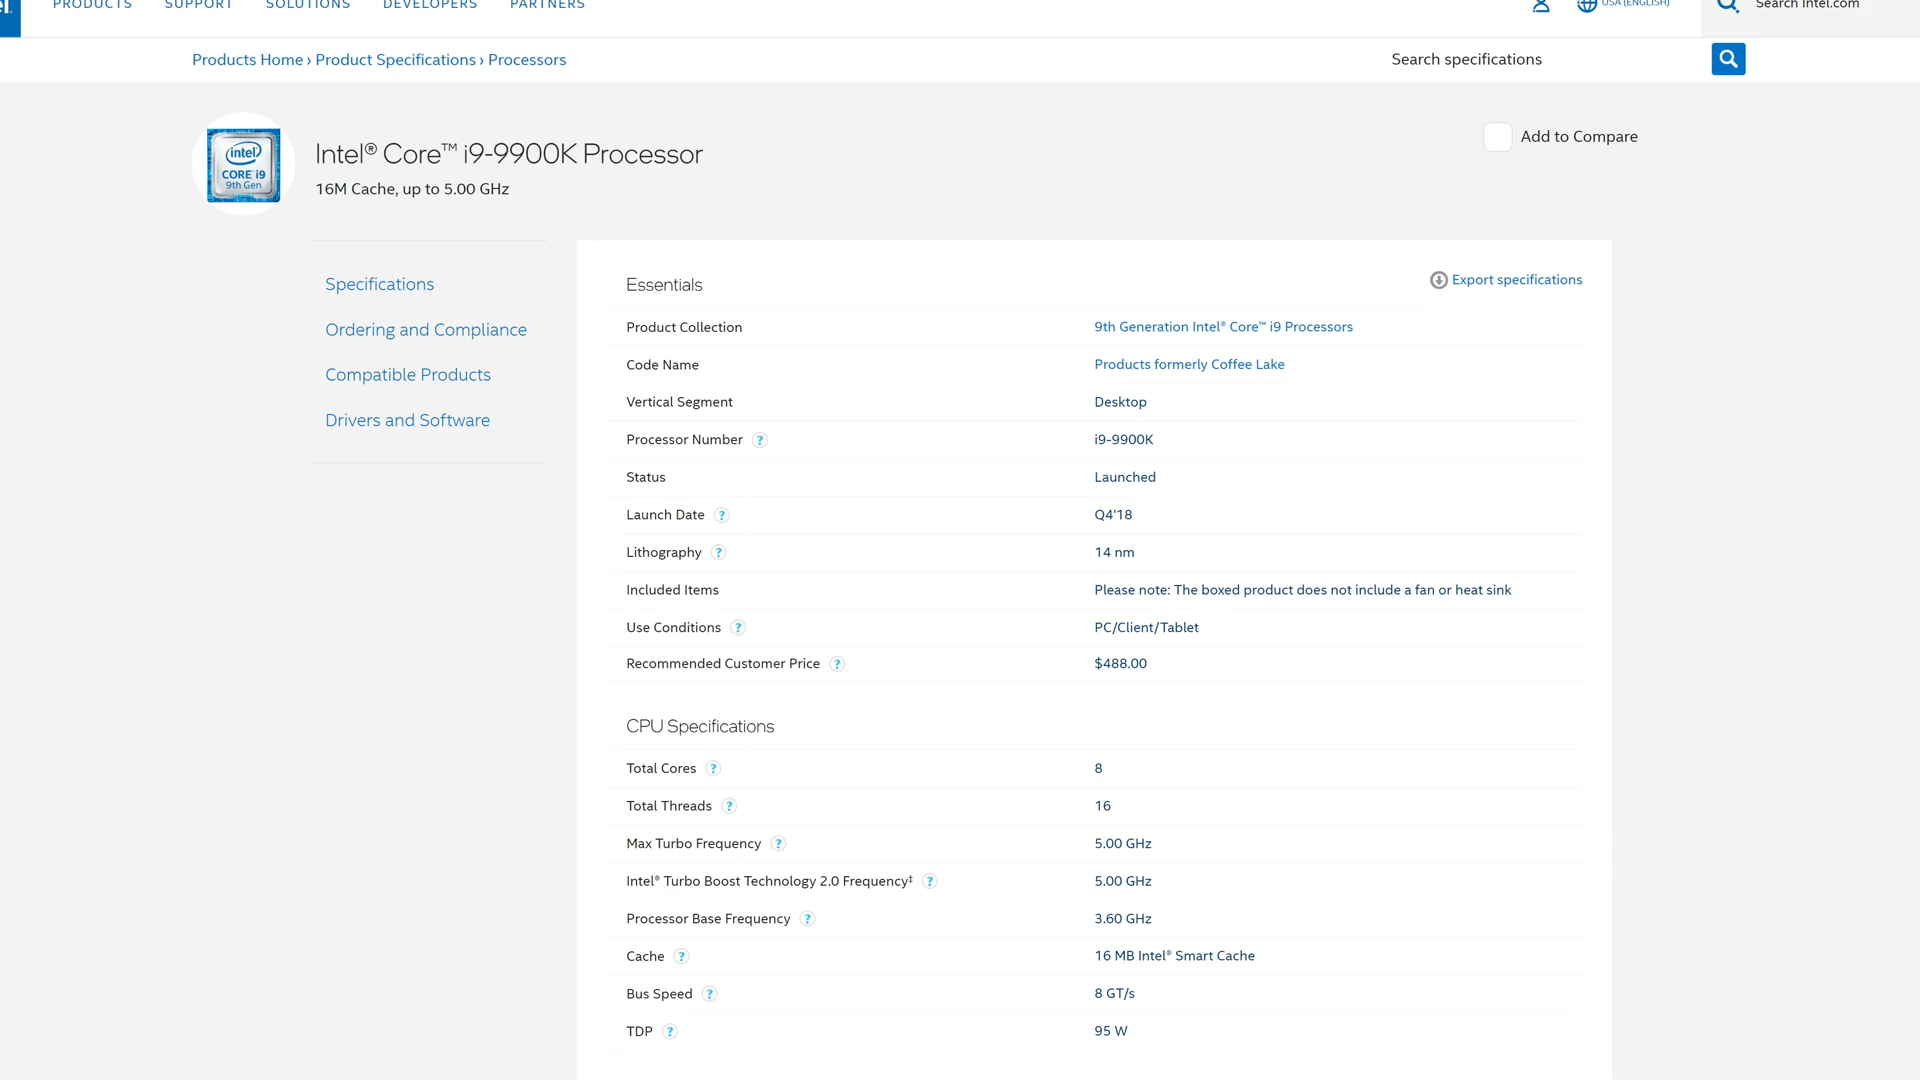 PRODUCTS SUPPORT SOLUTIONS DEVELOPERS PARTNERS USA (ENGLISH) Search Intel.com
Products Home › Product Specifications › Processors Search specifications
intel CORE i9 9th Gen
Intel® Core™ i9-9900K Processor
16M Cache, up to 5.00 GHz
Add to Compare
Specifications
Ordering and Compliance
Compatible Products
Drivers and Software
Essentials Export specifications
Product Collection 9th Generation Intel® Core™ i9 Processors
Code Name Products formerly Coffee Lake
Vertical Segment Desktop
Processor Number ? i9-9900K
Status Launched
Launch Date ? Q4'18
Lithography ? 14 nm
Included Items Please note: The boxed product does not include a fan or heat sink
Use Conditions ? PC/Client/Tablet
Recommended Customer Price ? $488.00
CPU Specifications
Total Cores ? 8
Total Threads ? 16
Max Turbo Frequency ? 5.00 GHz
Intel® Turbo Boost Technology 2.0 Frequency‡ ? 5.00 GHz
Processor Base Frequency ? 3.60 GHz
Cache ? 16 MB Intel® Smart Cache
Bus Speed ? 8 GT/s
TDP ? 95 W